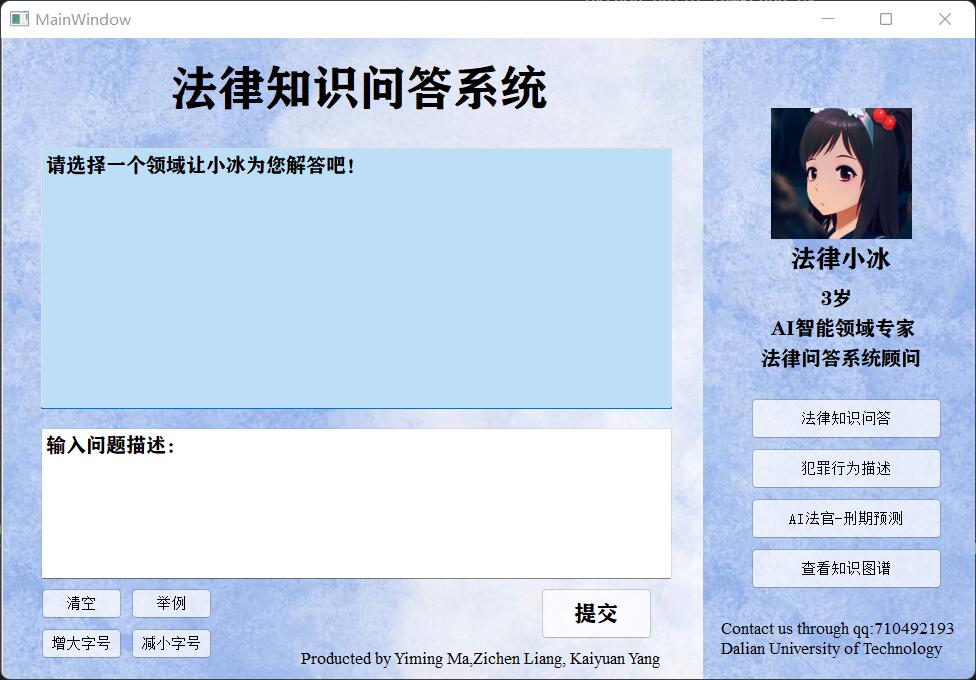 MainWindow
法律知识问答系统
请选择一个领域让小冰为您解答吧！
输入问题描述：
清空
举例
增大字号
减小字号
提交
Producted by Yiming Ma,Zichen Liang, Kaiyuan Yang
法律小冰
3岁
AI智能领域专家
法律问答系统顾问
法律知识问答
犯罪行为描述
AI法官-刑期预测
查看知识图谱
Contact us through qq:710492193
Dalian University of Technology